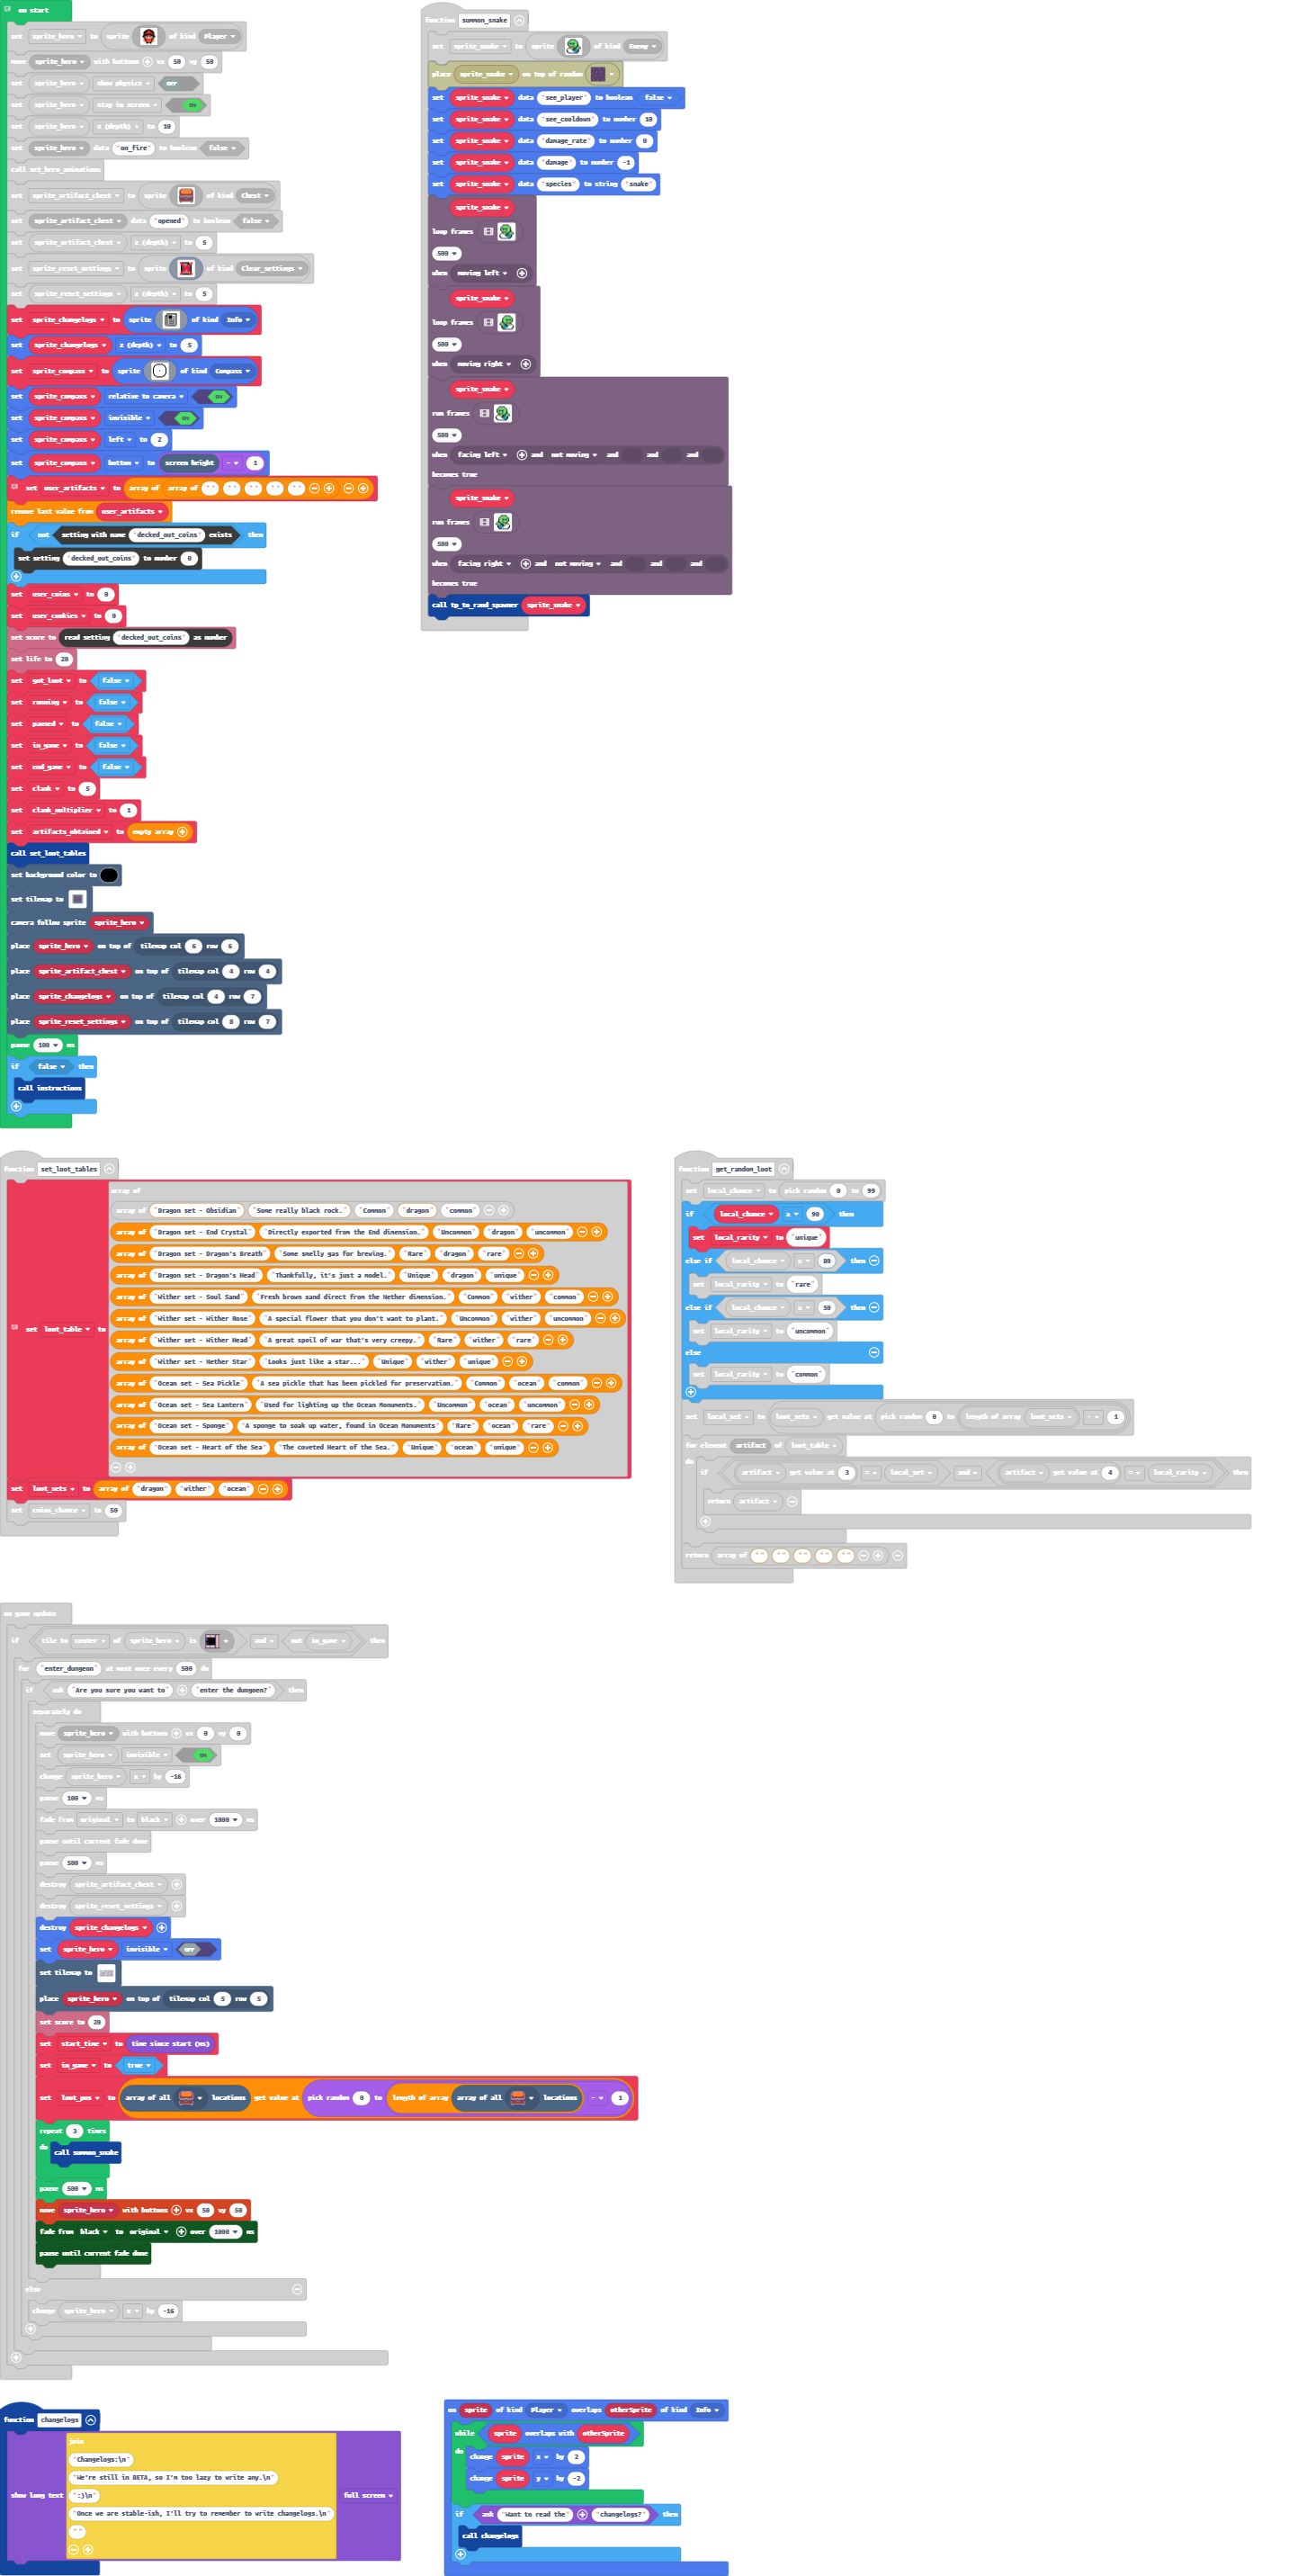 on start
set sprite_hero to sprite of kind Player
move sprite_hero with buttons vx 50 vy 50
set sprite_hero show physics OFF
set sprite_hero stay in screen ON
set sprite_hero z (depth) to 10
set sprite_hero data "on_fire" to boolean false
call set_hero_animations
set sprite_artifact_chest to sprite of kind Chest
set sprite_artifact_chest data "opened" to boolean false
set sprite_artifact_chest z (depth) to 5
set sprite_reset_settings to sprite of kind Clear_settings
set sprite_reset_settings z (depth) to 5
set sprite_changelogs to sprite of kind Info
set sprite_changelogs z (depth) to 5
set sprite_compass to sprite of kind Compass
set sprite_compass relative to camera ON
set sprite_compass invisible ON
set sprite_compass left to 2
set sprite_compass bottom to screen height - 1
set user_artifacts to array of array of "" "" "" "" ""
remove last value from user_artifacts
if not setting with name "decked_out_coins" exists then
set setting "decked_out_coins" to number 0
set user_coins to 0
set user_cookies to 0
set score to read setting "decked_out_coins" as number
set life to 20
set got_loot to false
set running to false
set paused to false
set in_game to false
set end_game to false
set clank to 5
set clank_multiplier to 1
set artifacts_obtained to empty array
call set_loot_tables
set background color to
set tilemap to
camera follow sprite sprite_hero
place sprite_hero on top of tilemap col 6 row 6
place sprite_artifact_chest on top of tilemap col 4 row 4
place sprite_changelogs on top of tilemap col 4 row 7
place sprite_reset_settings on top of tilemap col 8 row 7
pause 100 ms
if false then
call instructions
function summon_snake
set sprite_snake to sprite of kind Enemy
place sprite_snake on top of random
set sprite_snake data "see_player" to boolean false
set sprite_snake data "see_cooldown" to number 10
set sprite_snake data "damage_rate" to number 0
set sprite_snake data "damage" to number -1
set sprite_snake data "species" to string "snake"
sprite_snake
loop frames
500
when moving left
sprite_snake
loop frames
500
when moving right
sprite_snake
run frames
500
when facing left and not moving and and and
becomes true
sprite_snake
run frames
500
when facing right and not moving and and and
becomes true
call tp_to_rand_spawner sprite_snake
function set_loot_tables
set loot_table to
array of
array of "Dragon set - Obsidian" "Some really black rock." "Common" "dragon" "common"
array of "Dragon set - End Crystal" "Directly exported from the End dimension." "Uncommon" "dragon" "uncommon"
array of "Dragon set - Dragon's Breath" "Some smelly gas for brewing." "Rare" "dragon" "rare"
array of "Dragon set - Dragon's Head" "Thankfully, it's just a model." "Unique" "dragon" "unique"
array of "Wither set - Soul Sand" "Fresh brown sand direct from the Nether dimension." "Common" "wither" "common"
array of "Wither set - Wither Rose" "A special flower that you don't want to plant." "Uncommon" "wither" "uncommon"
array of "Wither set - Wither Head" "A great spoil of war that's very creepy." "Rare" "wither" "rare"
array of "Wither set - Nether Star" "Looks just like a star..." "Unique" "wither" "unique"
array of "Ocean set - Sea Pickle" "A sea pickle that has been pickled for preservation." "Common" "ocean" "common"
array of "Ocean set - Sea Lantern" "Used for lighting up the Ocean Monuments." "Uncommon" "ocean" "uncommon"
array of "Ocean set - Sponge" "A sponge to soak up water, found in Ocean Monuments" "Rare" "ocean" "rare"
array of "Ocean set - Heart of the Sea" "The coveted Heart of the Sea." "Unique" "ocean" "unique"
set loot_sets to array of "dragon" "wither" "ocean"
set coins_chance to 50
function get_random_loot
set local_chance to pick random 0 to 99
if local_chance ≥ 90 then
set local_rarity to "unique"
else if local_chance ≥ 80 then
set local_rarity to "rare"
else if local_chance ≥ 50 then
set local_rarity to "uncommon"
else
set local_rarity to "common"
set local_set to loot_sets get value at pick random 0 to length of array loot_sets - 1
for element artifact of loot_table
do
if artifact get value at 3 = local_set and artifact get value at 4 = local_rarity then
return artifact
return array of "" "" "" "" ""
on game update
if tile to center of sprite_hero is and not in_game then
for "enter_dungeon" at most once every 500 do
if ask "Are you sure you want to" "enter the dungoen?" then
separately do
move sprite_hero with buttons vx 0 vy 0
set sprite_hero invisible ON
change sprite_hero x by -16
pause 100 ms
fade from original to black over 1000 ms
pause until current fade done
pause 500 ms
destroy sprite_artifact_chest
destroy sprite_reset_settings
destroy sprite_changelogs
set sprite_hero invisible OFF
set tilemap to
place sprite_hero on top of tilemap col 5 row 5
set score to 20
set start_time to time since start (ms)
set in_game to true
set loot_pos to array of all locations get value at pick random 0 to length of array array of all locations - 1
repeat 3 times
do
call summon_snake
pause 500 ms
move sprite_hero with buttons vx 50 vy 50
fade from black to original over 1000 ms
pause until current fade done
else
change sprite_hero x by -16
function changelogs
show long text
join
"Changelogs:\n"
"We're still in BETA, so I'm too lazy to write any.\n"
":)\n"
"Once we are stable-ish, I'll try to remember to write changelogs.\n"
""
full screen
on sprite of kind Player overlaps otherSprite of kind Info
while sprite overlaps with otherSprite
do
change sprite x by 2
change sprite y by -2
if ask "Want to read the" "changelogs?" then
call changelogs